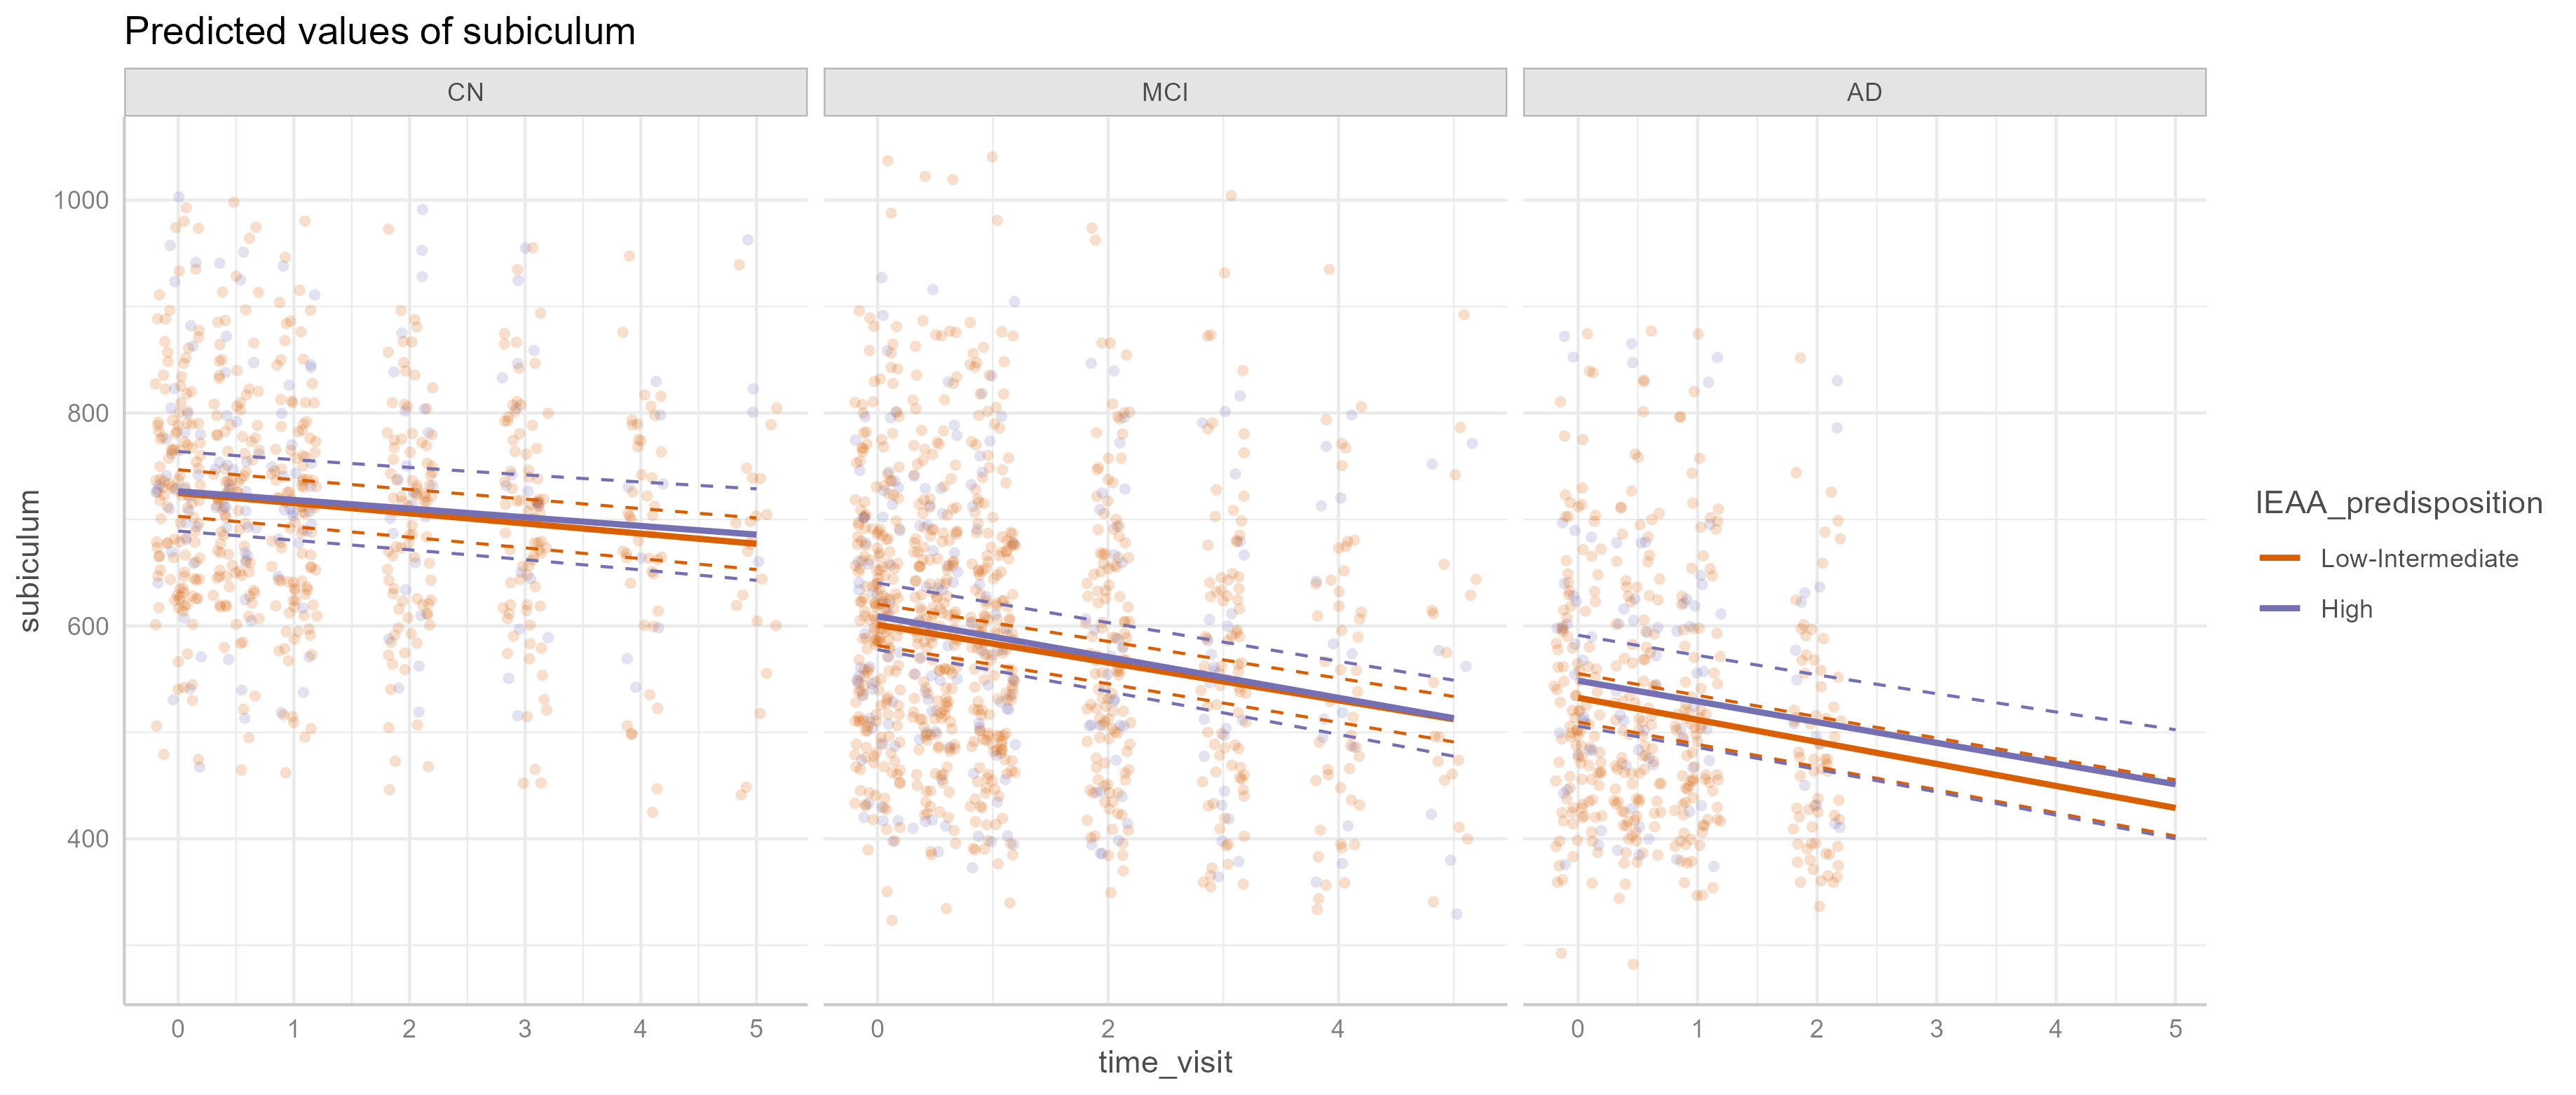 Predicted values of subiculum
CN
MCI
AD
1000
800
600
400
subiculum
0 1 2 3 4 5
0 2 4
0 1 2 3 4 5
time_visit
IEAA_predisposition
Low-Intermediate
High